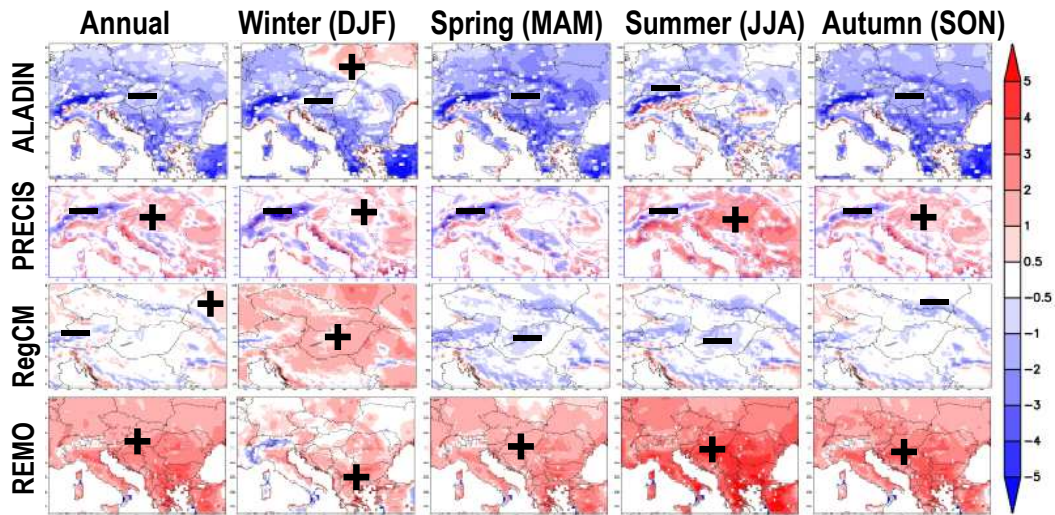 Annual Winter (DJF) Spring (MAM) Summer (JJA) Autumn (SON)
ALADIN
PRECIS
RegCM
REMO
5
4
3
2
1
0.5
−0.5
−1
−2
−3
−4
−5